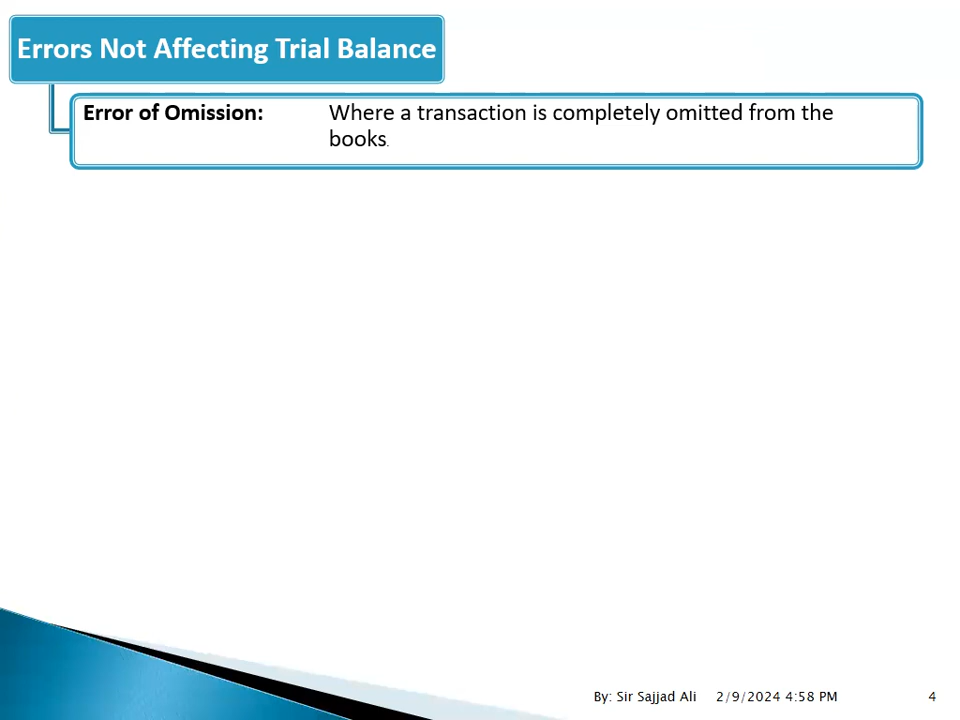 Errors Not Affecting Trial Balance
Error of Omission: Where a transaction is completely omitted from the
books.
By: Sir Sajjad Ali 2/9/2024 4:58 PM 4